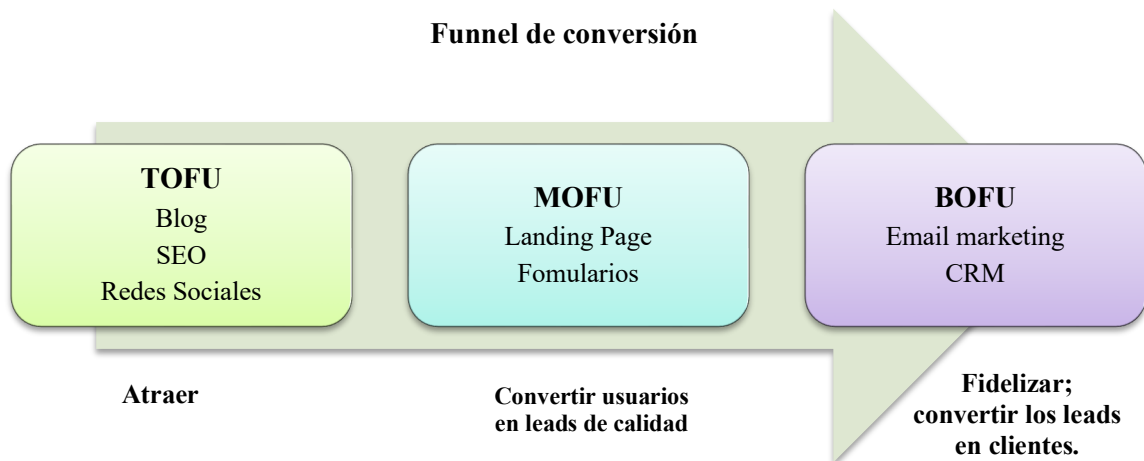 Funnel de conversión
TOFU
Blog
SEO
Redes Sociales
MOFU
Landing Page
Fomularios
BOFU
Email marketing
CRM
Atraer
Convertir usuarios
en leads de calidad
Fidelizar;
convertir los leads
en clientes.